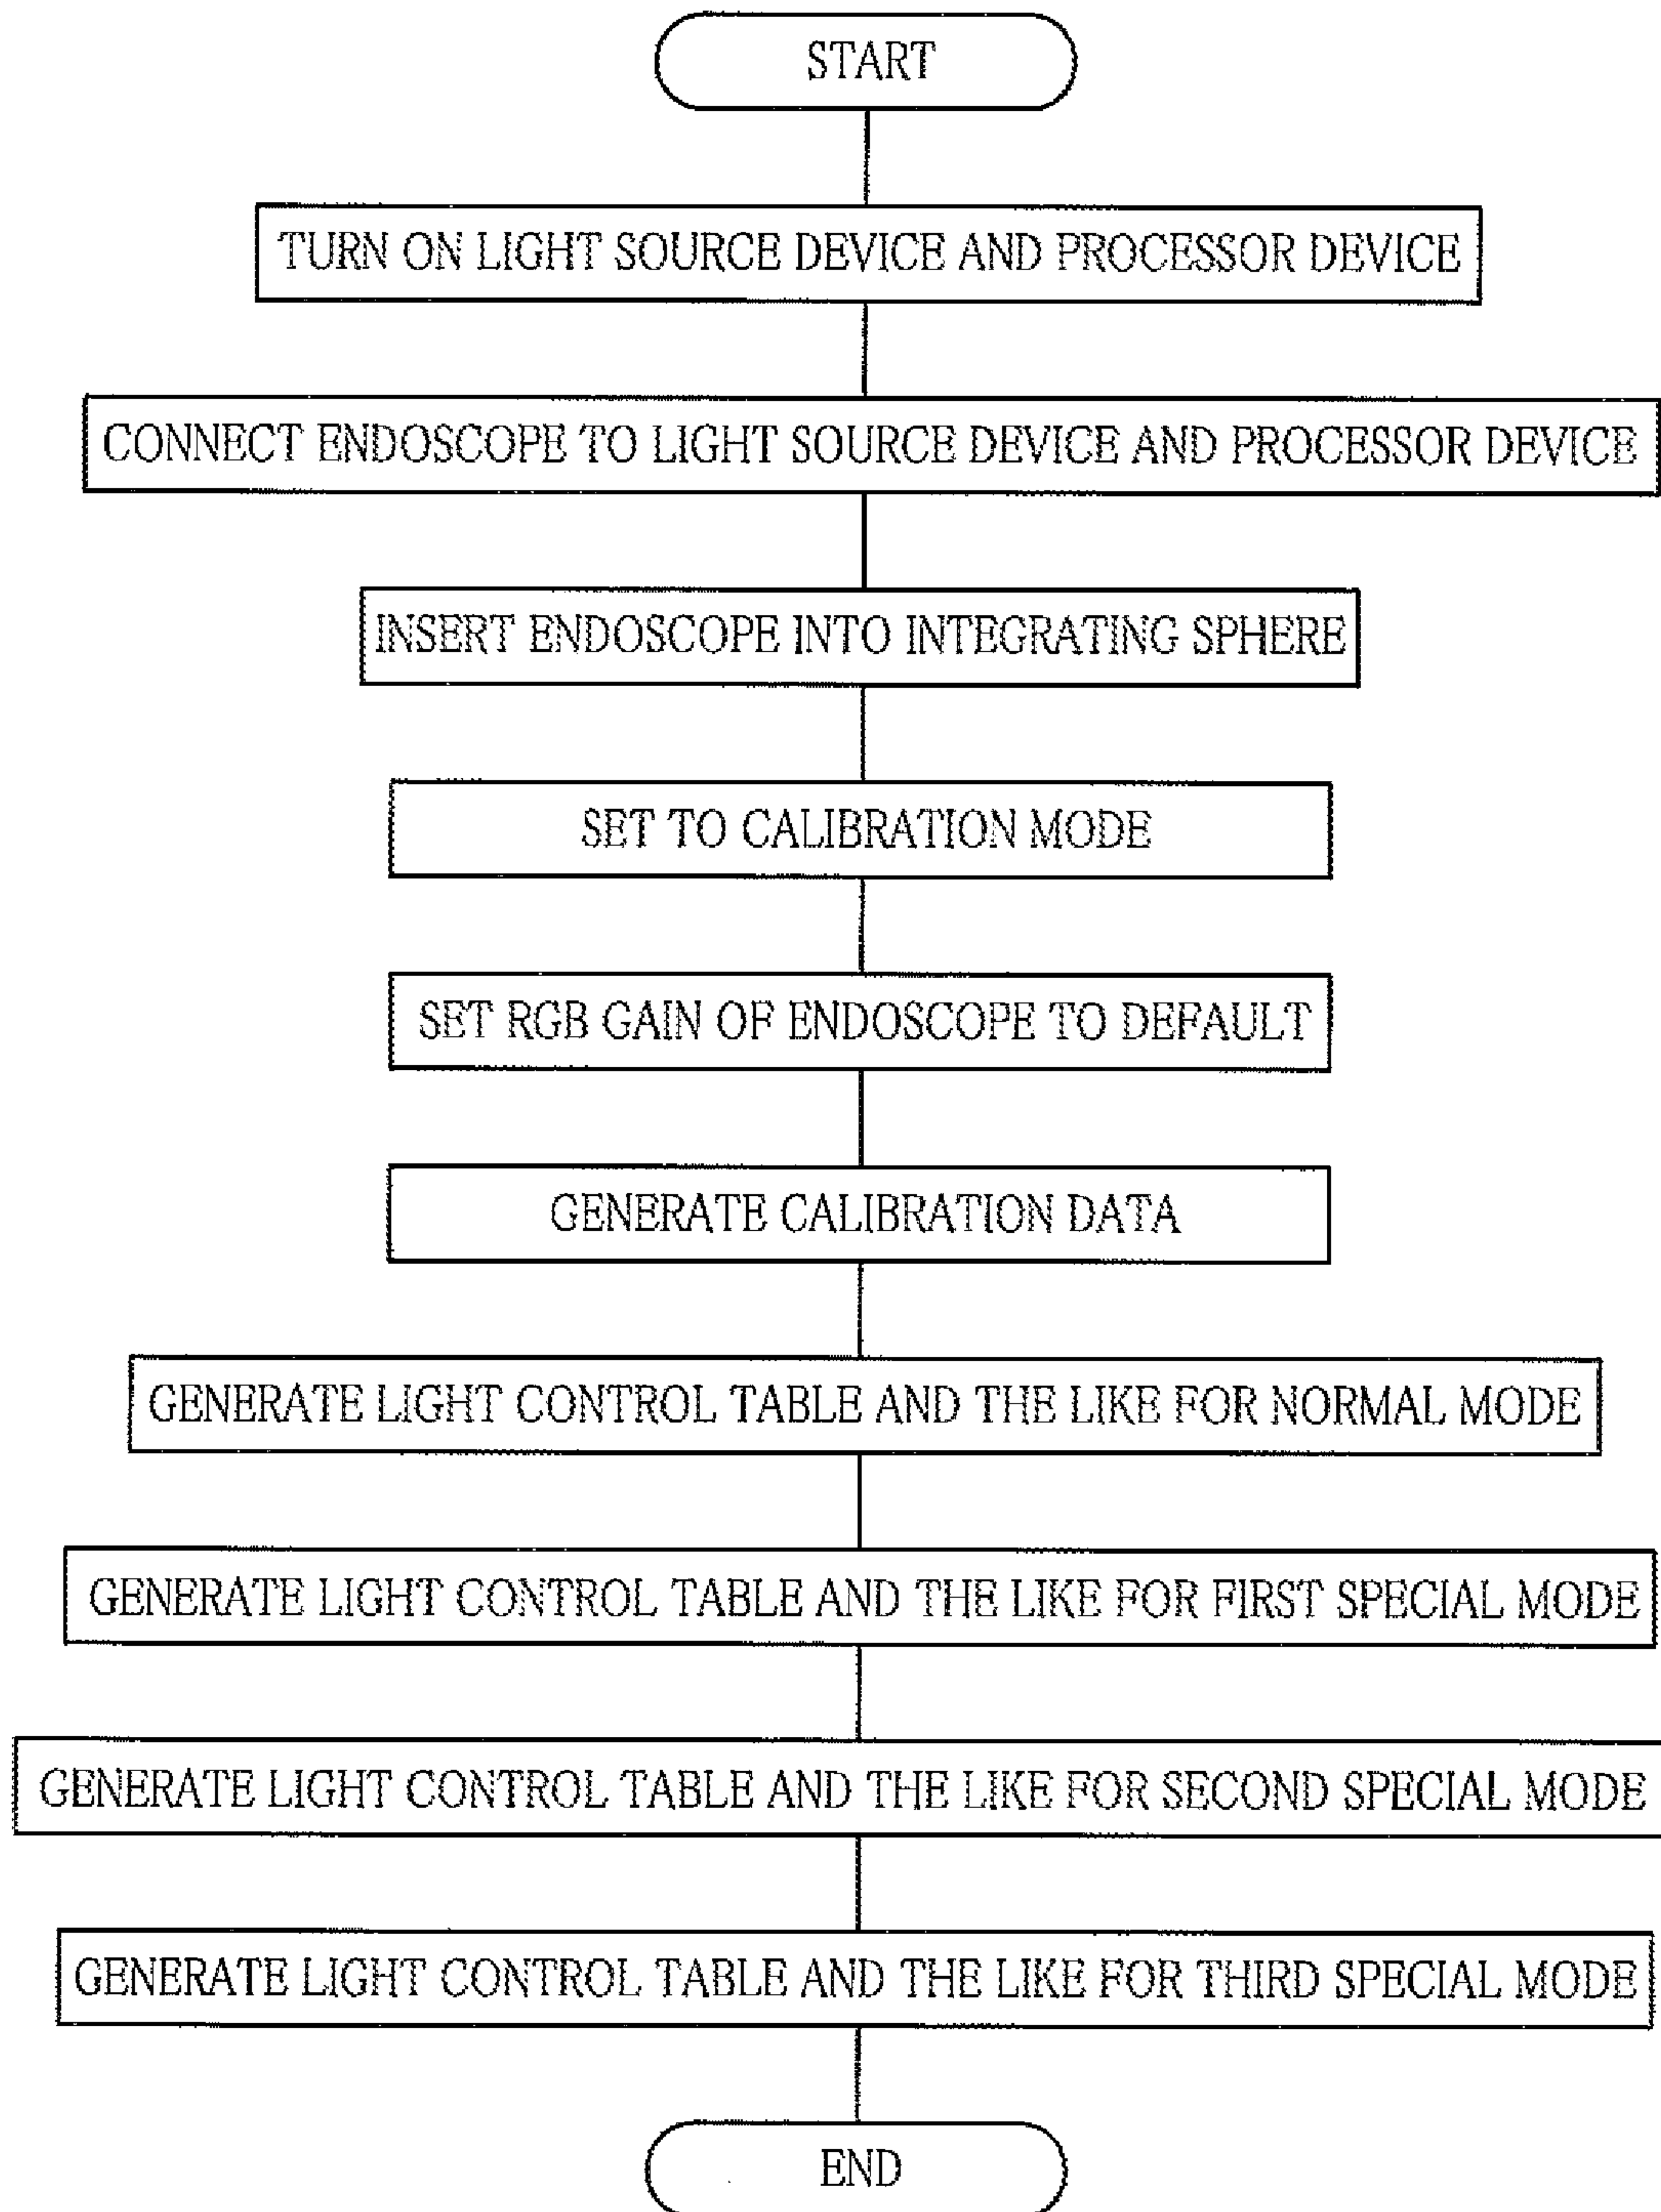 START
TURN ON LIGHT SOURCE DEVICE AND PROCESSOR DEVICE
CONNECT ENDOSCOPE TO LIGHT SOURCE DEVICE AND PROCESSOR DEVICE
INSERT ENDOSCOPE INTO INTEGRATING SPHERE
SET TO CALIBRATION MODE
SET RGB GAIN OF ENDOSCOPE TO DEFAULT
GENERATE CALIBRATION DATA
GENERATE LIGHT CONTROL TABLE AND THE LIKE FOR NORMAL MODE
GENERATE LIGHT CONTROL TABLE AND THE LIKE FOR FIRST SPECIAL MODE
GENERATE LIGHT CONTROL TABLE AND THE LIKE FOR SECOND SPECIAL MODE
GENERATE LIGHT CONTROL TABLE AND THE LIKE FOR THIRD SPECIAL MODE
END